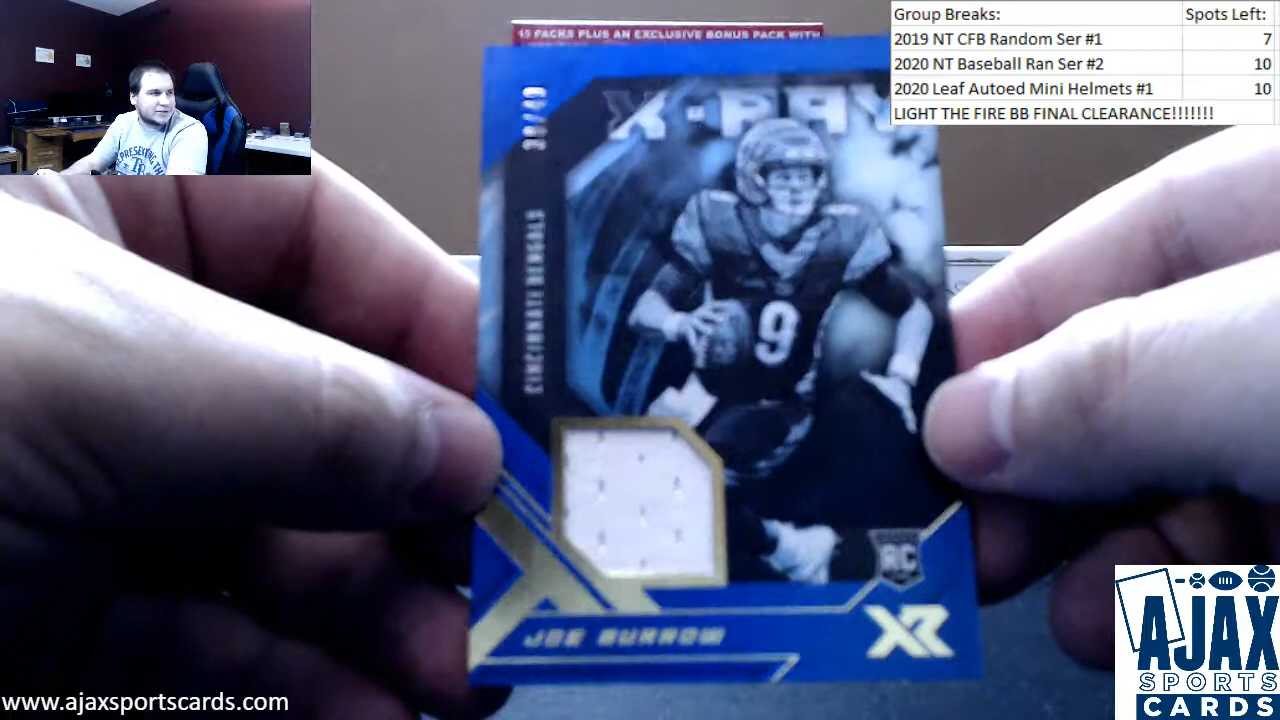 Group Breaks: Spots Left:
2019 NT CFB Random Ser #1 7
2020 NT Baseball Ran Ser #2 10
2020 Leaf Autoed Mini Helmets #1 10
LIGHT THE FIRE BB FINAL CLEARANCE!!!!!!!
15 PACKS PLUS AN EXCLUSIVE BONUS PACK WITH
X-RAY
CINCINNATI BENGALS
9
RC
XR
JOE BURROW
AJAX
SPORTS
CARDS
www.ajaxsportscards.com